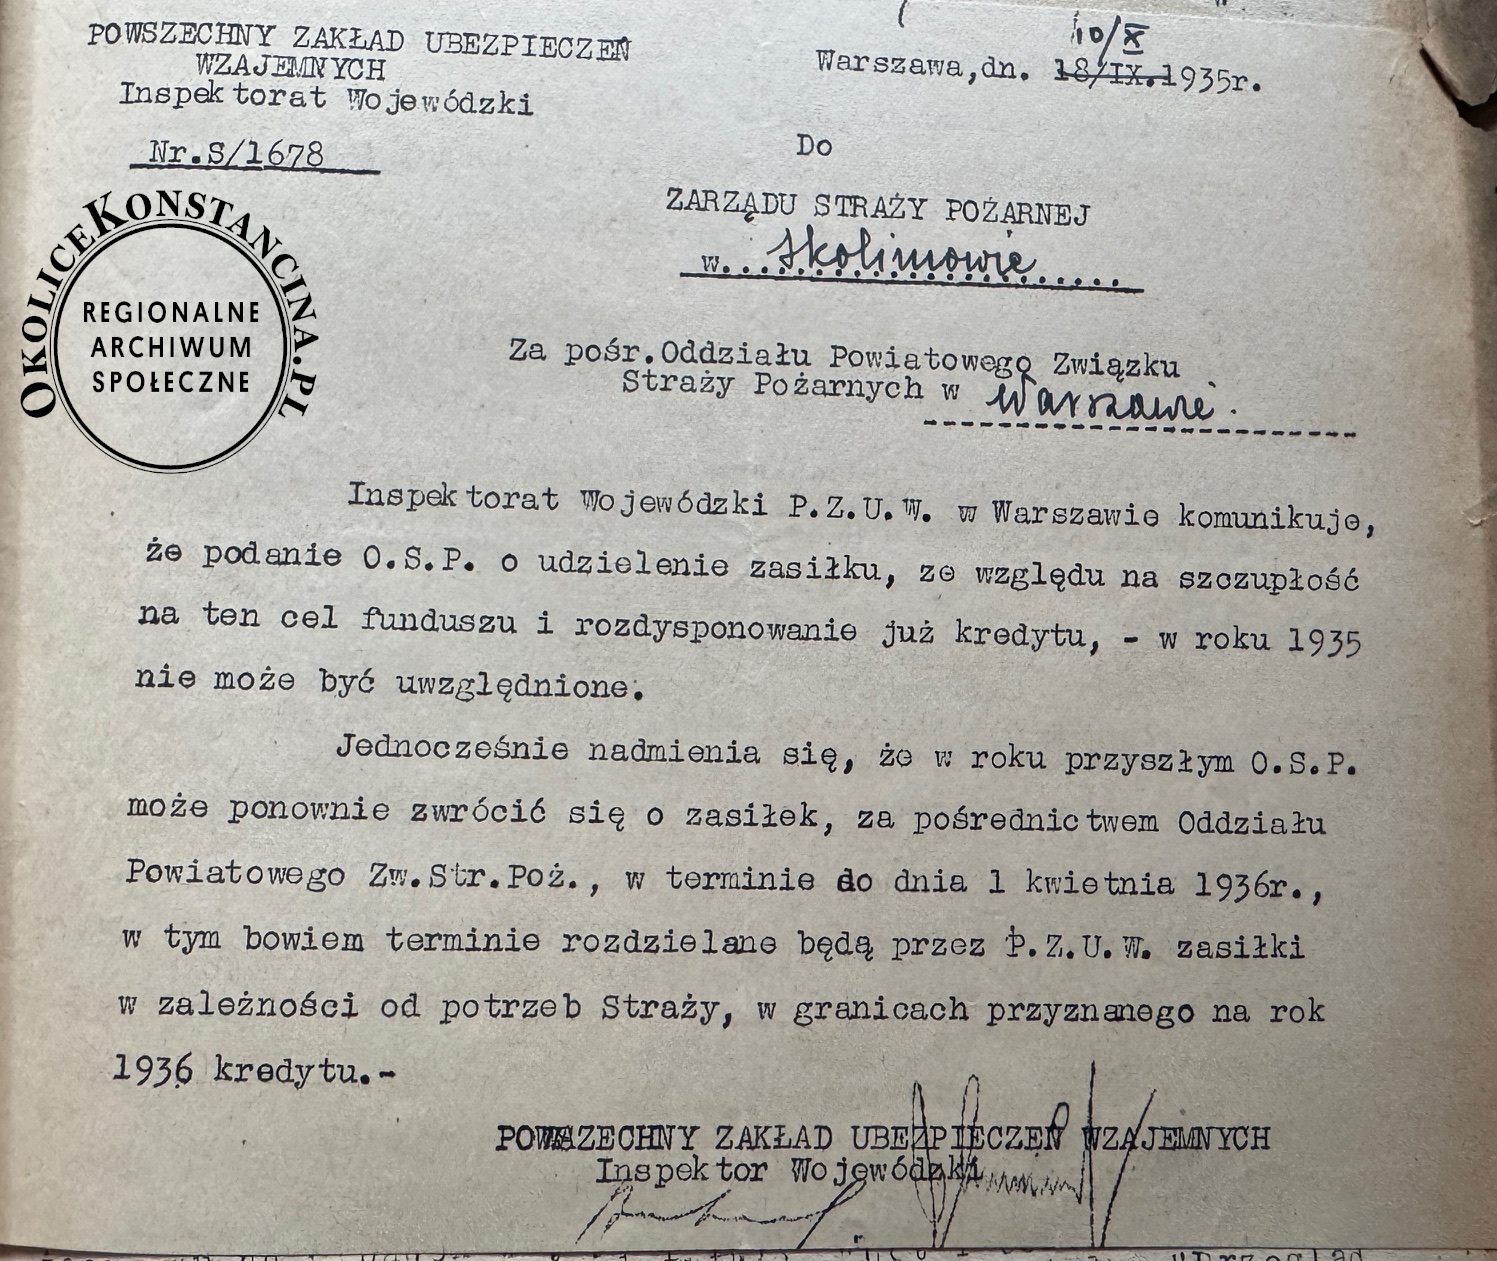 POWSZECHNY ZAKŁAD UBEZPIECZEŃ
WZAJEMNYCH
Inspektorat Wojewódzki
Nr.S/1678
10/X
Warszawa,dn. 18/IX.1935r.
Do
ZARZĄDU STRAŻY POŻARNEJ
w...Skolimowie.....
OKOLICEKONSTANCINA.PL
REGIONALNE
ARCHIWUM
SPOŁECZNE
Za pośr.Oddziału Powiatowego Związku
Straży Pożarnych w Warszawie.
Inspektorat Wojewódzki P.Z.U.W. w Warszawie komunikuje,
że podanie O.S.P. o udzielenie zasiłku, ze względu na szczupłość
na ten cel funduszu i rozdysponowanie już kredytu, - w roku 1935
nie może być uwzględnione.
Jednocześnie nadmienia się, że w roku przyszłym O.S.P.
może ponownie zwrócić się o zasiłek, za pośrednictwem Oddziału
Powiatowego Zw.Str.Poż., w terminie do dnia 1 kwietnia 1936r.,
w tym bowiem terminie rozdzielane będą przez P.Z.U.W. zasiłki
w zależności od potrzeb Straży, w granicach przyznanego na rok
1936 kredytu.-
POWSZECHNY ZAKŁAD UBEZPIECZEŃ WZAJEMNYCH
Inspektor Wojewódzki